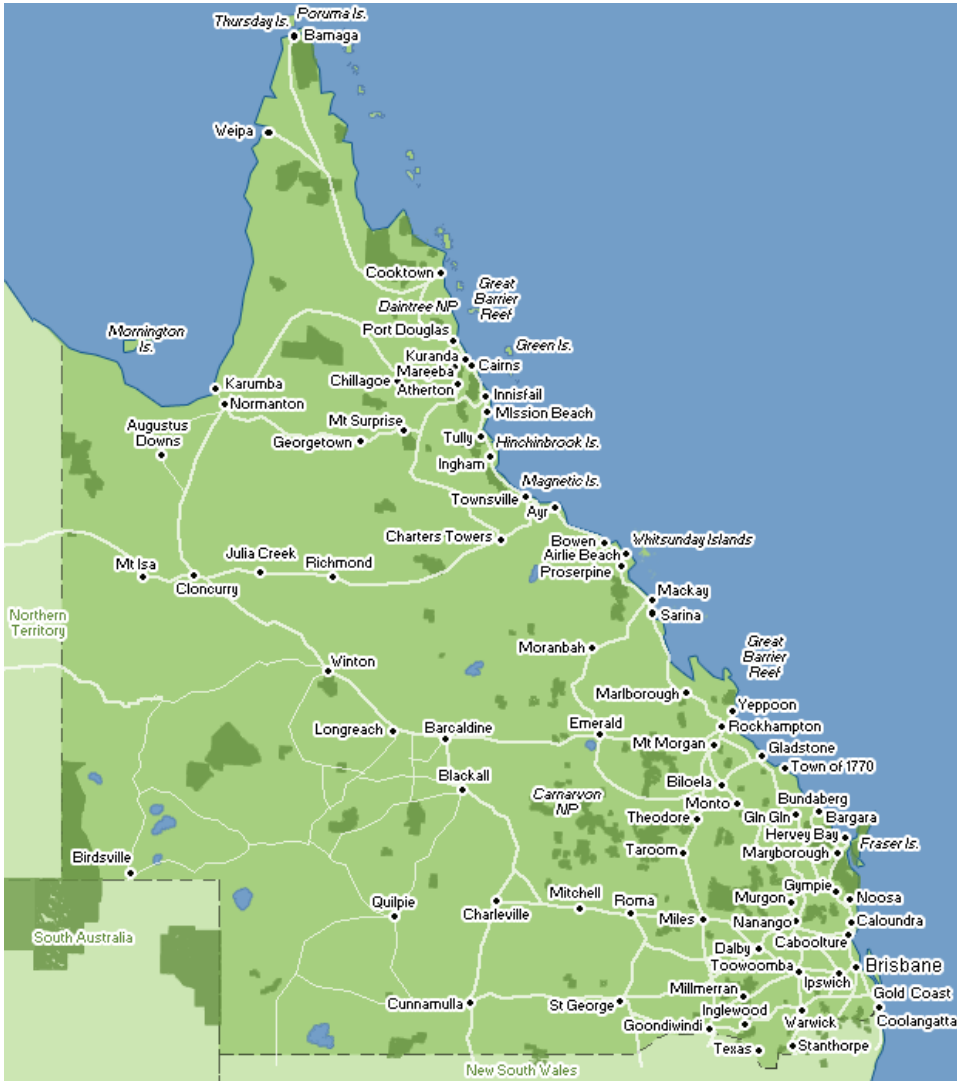 Poruma Is.
Thursday Is.
Bamaga
Weipa
Cooktown
Great
Barrier
Reef
Daintree NP
Port Douglas
Mornington
Is.
Green Is.
Kuranda
Cairns
Mareeba
Chillagoe
Atherton
Karumba
Normanton
Innisfail
MIssion Beach
Augustus
Downs
Mt Surprise
Georgetown
Tully
Hinchinbrook Is.
Ingham
Magnetic Is.
Townsville
Ayr
Charters Towers
Bowen
Whitsunday Islands
Airlie Beach
Proserpine
Julia Creek
Richmond
Mt Isa
Cloncurry
Mackay
Sarina
Northern
Territory
Moranbah
Great
Barrier
Reef
Winton
Marlborough
Yeppoon
Rockhampton
Longreach
Barcaldine
Emerald
Mt Morgan
Gladstone
Town of 1770
Blackall
Biloela
Carnarvon
NP
Monto
Bundaberg
Theodore
GIn GIn
Bargara
Hervey Bay
Fraser Is.
Taroom
Maryborough
Birdsville
Gympie
Mitchell
Roma
Murgon
Noosa
Quilpie
Charleville
Miles
Nanango
Caloundra
South Australia
Caboolture
Dalby
Toowoomba
Brisbane
Ipswich
Millmerran
Gold Coast
Cunnamulla
St George
Inglewood
Goondiwindi
Warwick
Coolangatta
Texas
Stanthorpe
New South Wales